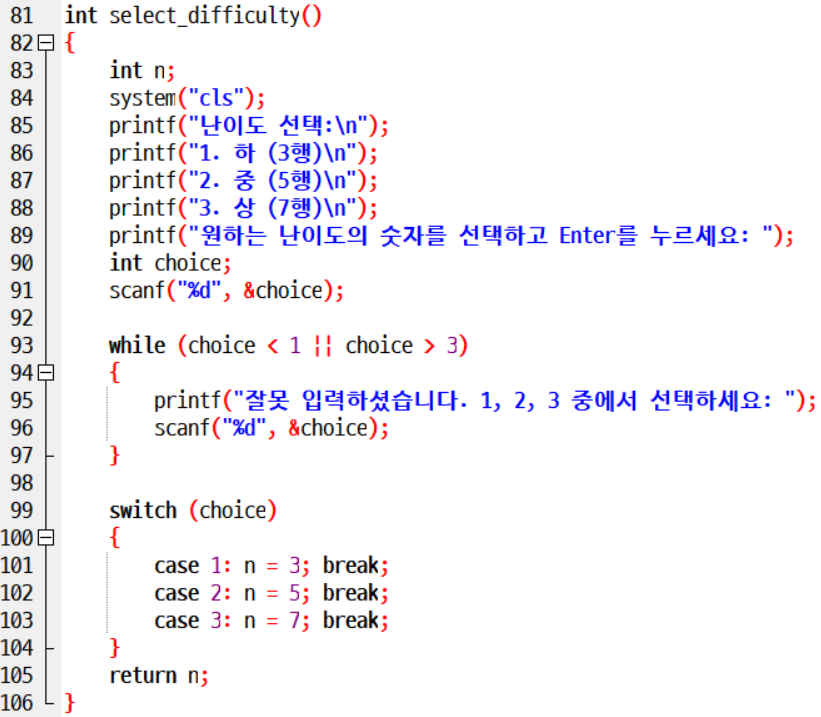 81 int select_difficulty()
82 {
83     int n;
84     system("cls");
85     printf("난이도 선택:\n");
86     printf("1. 하 (3행)\n");
87     printf("2. 중 (5행)\n");
88     printf("3. 상 (7행)\n");
89     printf("원하는 난이도의 숫자를 선택하고 Enter를 누르세요: ");
90     int choice;
91     scanf("%d", &choice);
92
93     while (choice < 1 || choice > 3)
94     {
95         printf("잘못 입력하셨습니다. 1, 2, 3 중에서 선택하세요: ");
96         scanf("%d", &choice);
97     }
98
99     switch (choice)
100     {
101         case 1: n = 3; break;
102         case 2: n = 5; break;
103         case 3: n = 7; break;
104     }
105     return n;
106 }